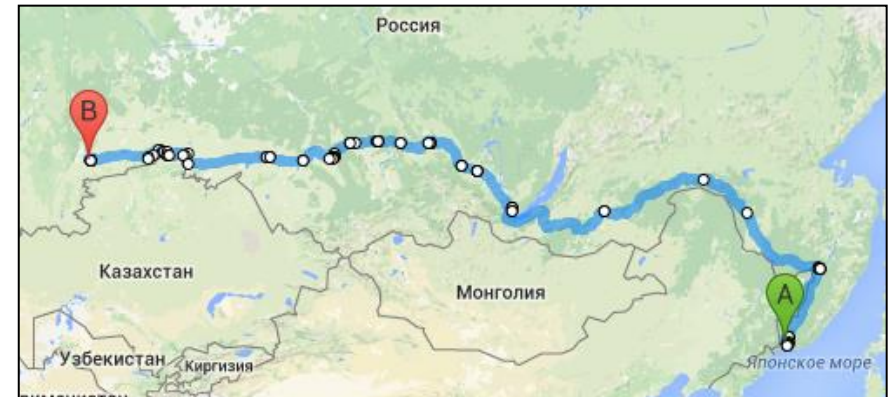 Россия
B
Казахстан
Монголия
A
Узбекистан
Киргизия
Японское море